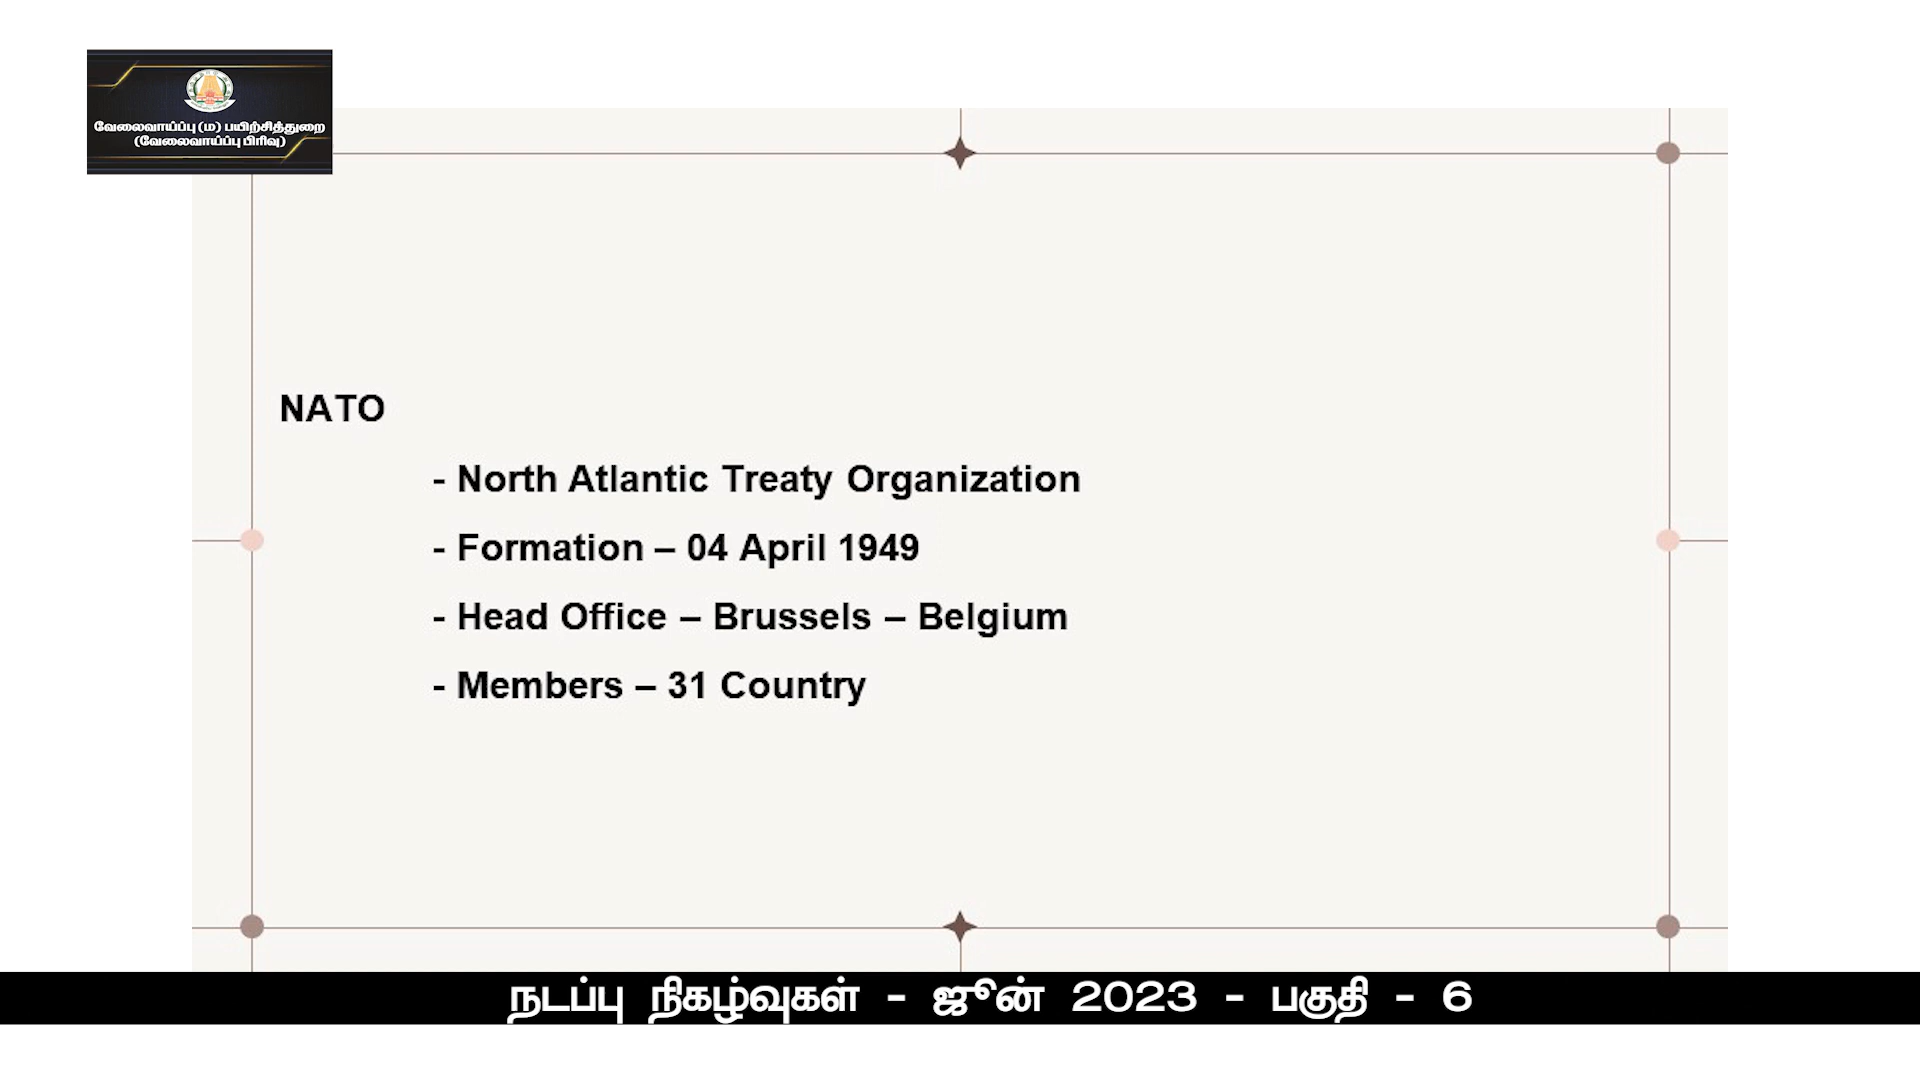 வேலைவாய்ப்பு (ம) பயிற்சித்துறை
(வேலைவாய்ப்பு பிரிவு)
NATO
- North Atlantic Treaty Organization
- Formation – 04 April 1949
- Head Office – Brussels – Belgium
- Members – 31 Country
நடப்பு நிகழ்வுகள் - ஜூன் 2023 - பகுதி - 6